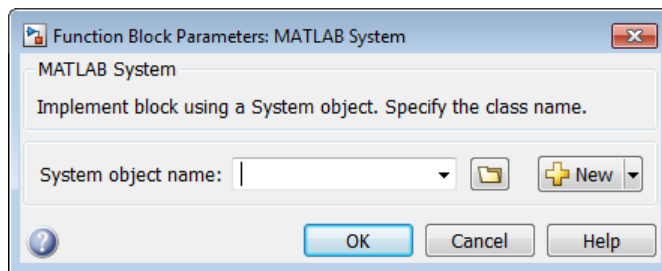 Function Block Parameters: MATLAB System
MATLAB System
Implement block using a System object. Specify the class name.
System object name:
New
OK
Cancel
Help